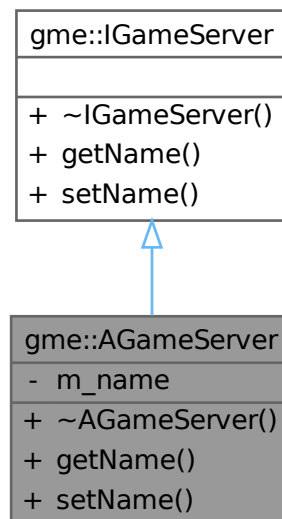 gme::IGameServer
+ ~IGameServer()
+ getName()
+ setName()
gme::AGameServer
- m_name
+ ~AGameServer()
+ getName()
+ setName()